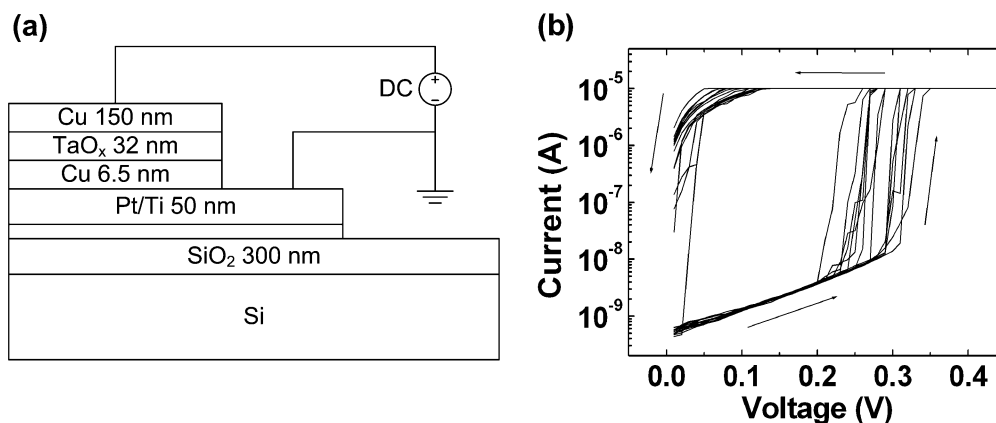 (a)
DC
Cu 150 nm
TaOₓ 32 nm
Cu 6.5 nm
Pt/Ti 50 nm
SiO₂ 300 nm
Si
(b)
Current (A)
10⁻⁵
10⁻⁶
10⁻⁷
10⁻⁸
10⁻⁹
0.0 0.1 0.2 0.3 0.4
Voltage (V)